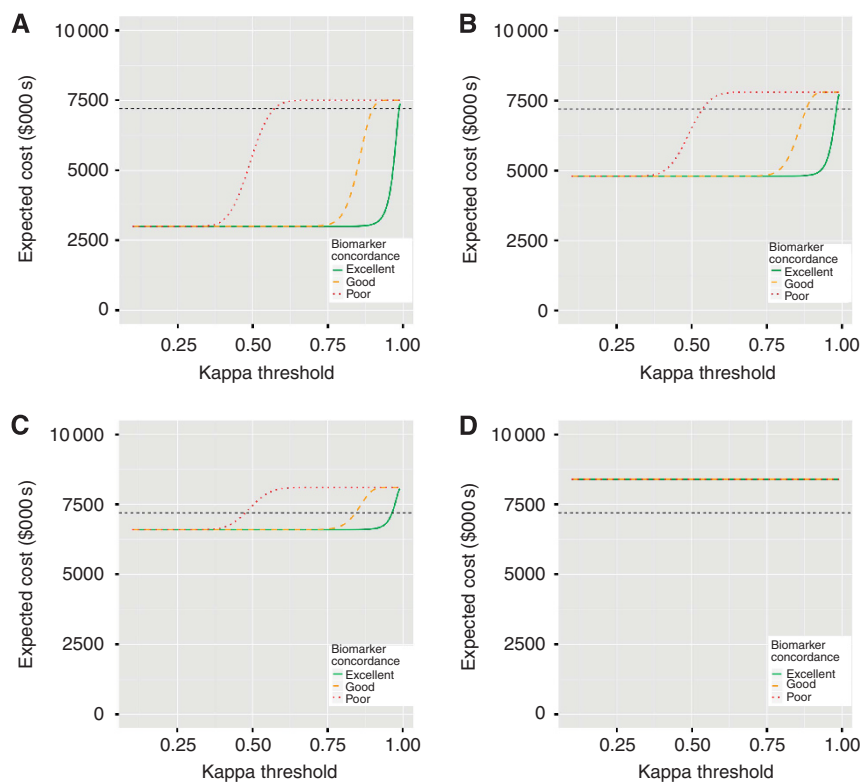 A
Expected cost ($000 s)
10 000
7500
5000
2500
0
Biomarker
concordance
Excellent
Good
Poor
0.25 0.50 0.75 1.00
Kappa threshold
B
Expected cost ($000 s)
10 000
7500
5000
2500
0
Biomarker
concordance
Excellent
Good
Poor
0.25 0.50 0.75 1.00
Kappa threshold
C
Expected cost ($000 s)
10 000
7500
5000
2500
0
Biomarker
concordance
Excellent
Good
Poor
0.25 0.50 0.75 1.00
Kappa threshold
D
Expected cost ($000 s)
10 000
7500
5000
2500
0
Biomarker
concordance
Excellent
Good
Poor
0.25 0.50 0.75 1.00
Kappa threshold